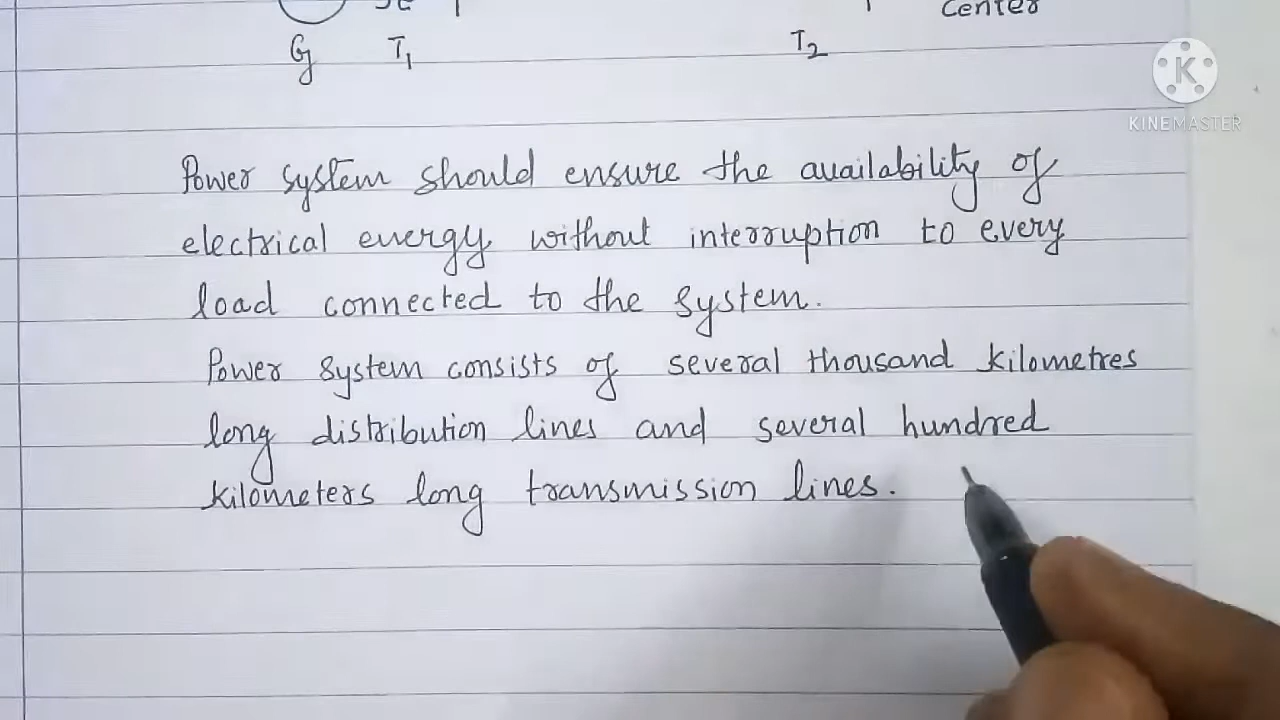 Center
G T1 T2
KINEMASTER
Power system should ensure the availability of
electrical energy without interruption to every
load connected to the system.
Power system consists of several thousand kilometres
long distribution lines and several hundred
kilometers long transmission lines.